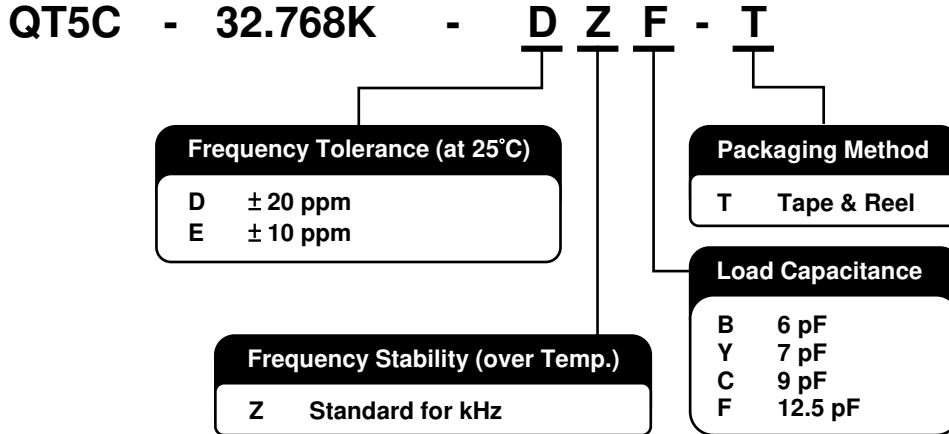 QT5C - 32.768K - D Z F - T
Frequency Tolerance (at 25°C)
D ± 20 ppm
E ± 10 ppm
Packaging Method
T Tape & Reel
Load Capacitance
B 6 pF
Y 7 pF
C 9 pF
F 12.5 pF
Frequency Stability (over Temp.)
Z Standard for kHz